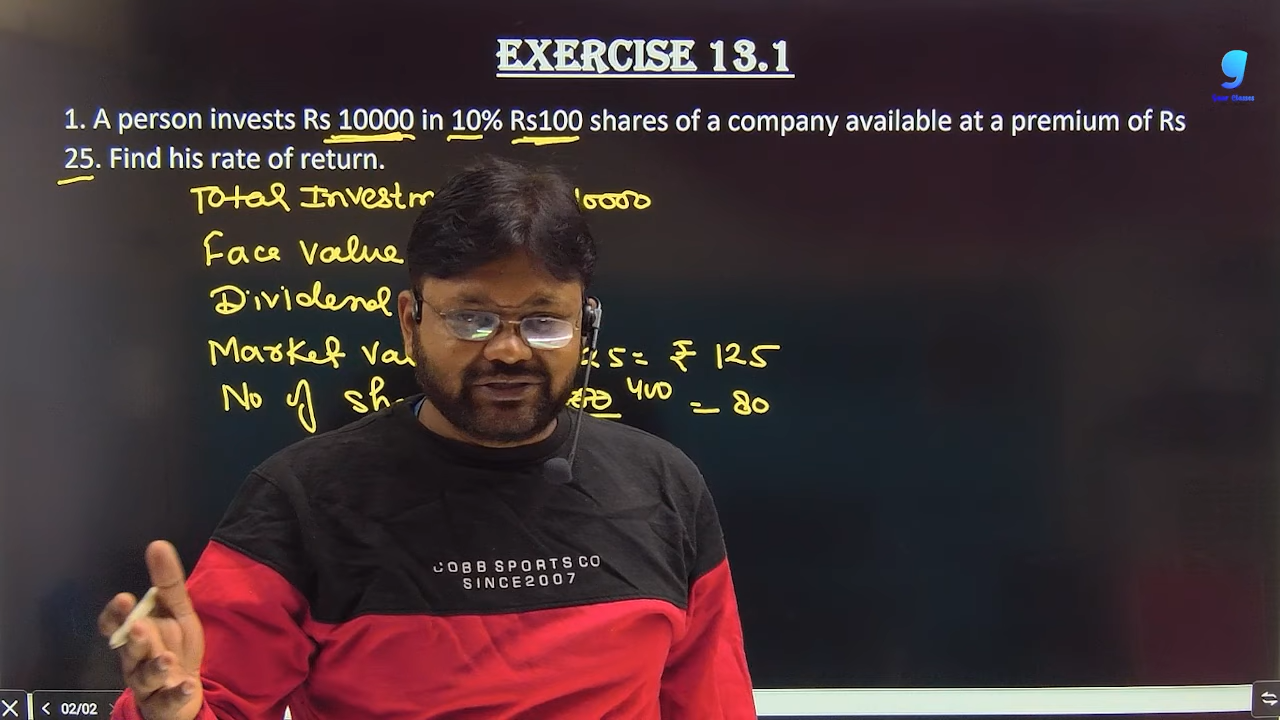 EXERCISE 13.1
1. A person invests Rs 10000 in 10% Rs100 shares of a company available at a premium of Rs
25. Find his rate of return.
Total Investm 10000
Face Value
Dividend
Market Va 25 = ₹ 125
No of sh 400 = 80
COBB SPORTS CO
SINCE2007
02/02